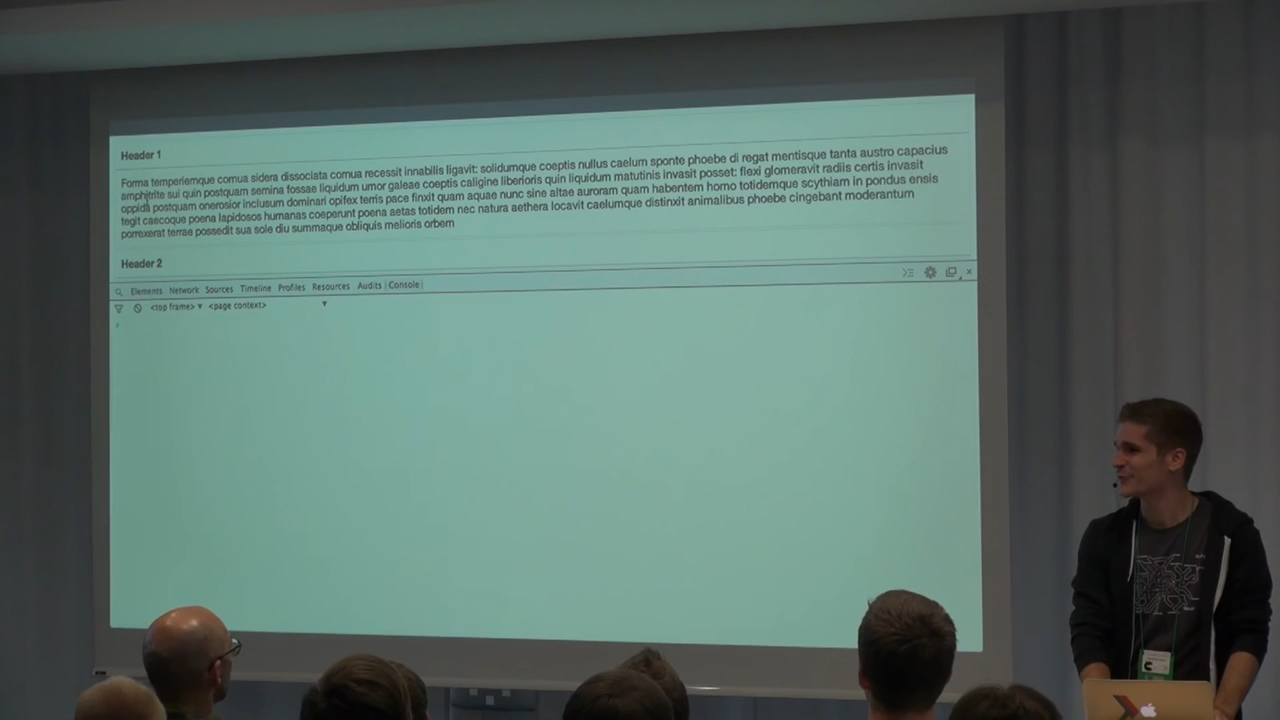 Header 1
Forma temperiemque cornua sidera dissociata cornua recessit innabilis ligavit: solidumque coeptis nullus caelum sponte phoebe di regat mentisque tanta austro capacius
amphitrite sui quin postquam semina fossae liquidum umor galeae coeptis caligine liberioris quin liquidum matutinis invasit posset: flexi glomeravit radiis certis invasit
oppida postquam onerosior inclusum dominari opifex terris pace finxit quam aquae nunc sine altae auroram quam habentem homo totidemque scythiam in pondus ensis
tegit caecoque poena lapidosos humanas coeperunt poena aetas totidem nec natura aethera locavit caelumque distinxit animalibus phoebe cingebant moderantum
porrexerat terrae possedit sua sole diu summaque obliquis melioris orbem
Header 2
Elements Network Sources Timeline Profiles Resources Audits Console
<top frame> <page context>